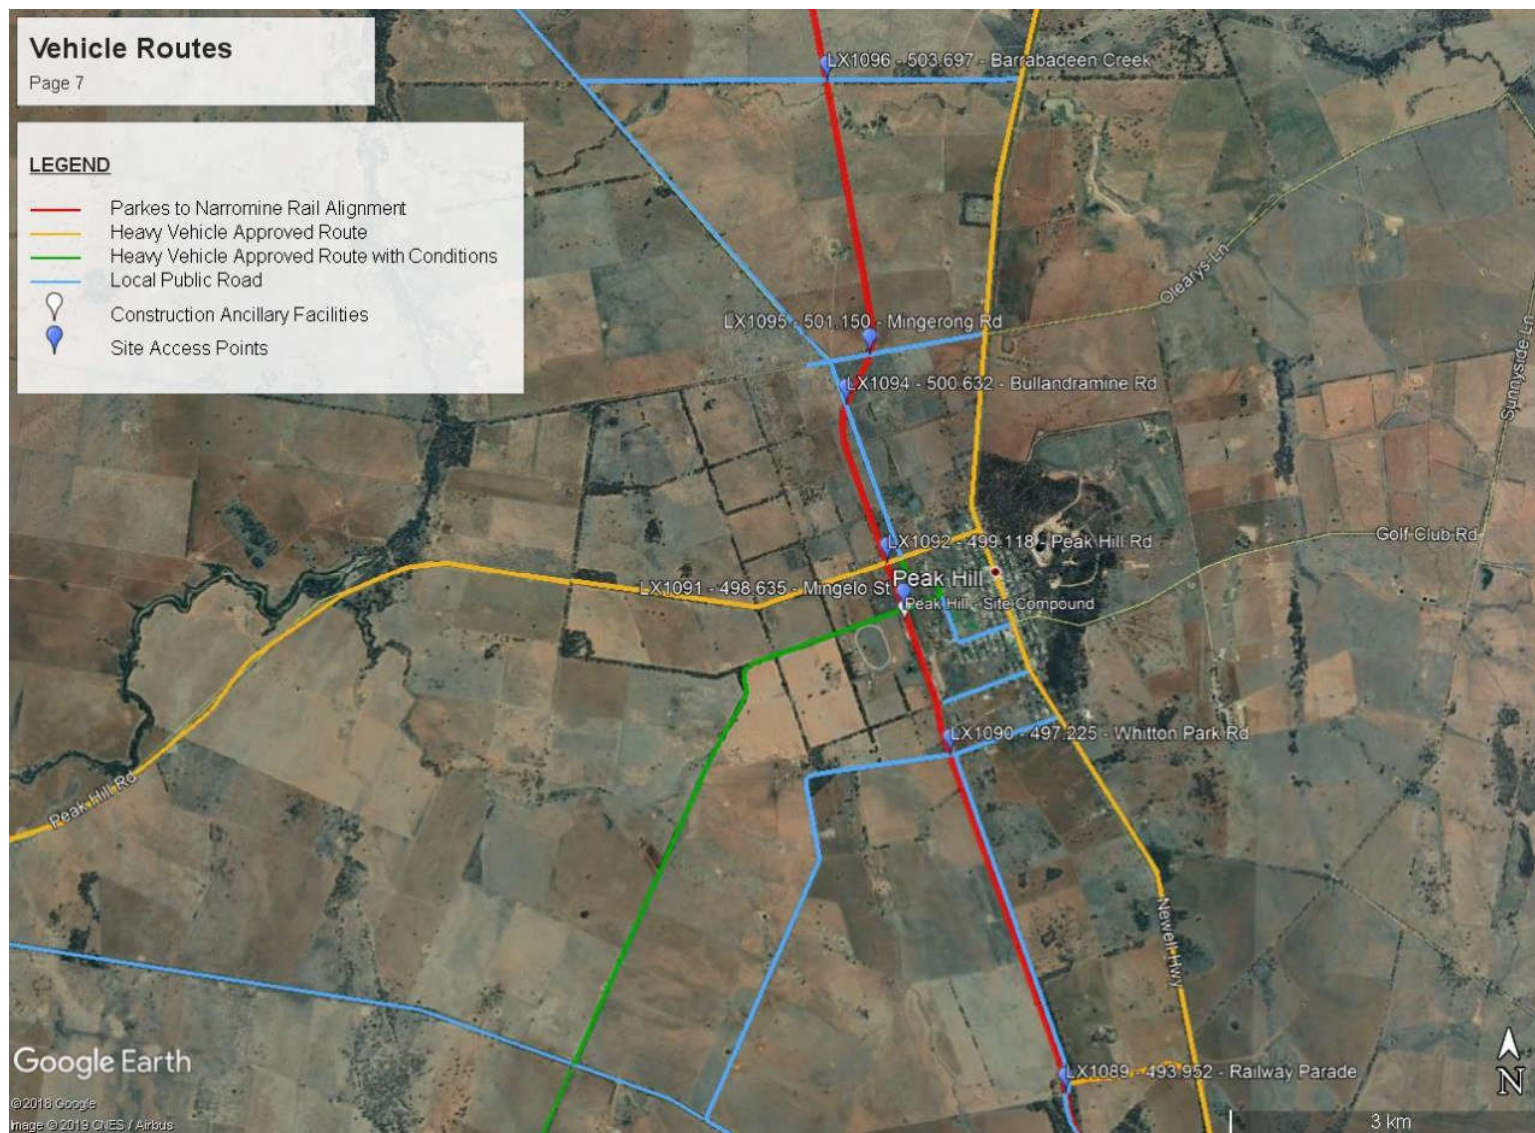 Vehicle Routes
Page 7
LEGEND
Parkes to Narromine Rail Alignment
Heavy Vehicle Approved Route
Heavy Vehicle Approved Route with Conditions
Local Public Road
Construction Ancillary Facilities
Site Access Points
LX1096 - 503.697 - Barrabadeen Creek
Olearys Ln
LX1095 - 501.150 - Mingerong Rd
Sunnyside Ln
LX1094 - 500.632 - Bullandramine Rd
Golf Club Rd
LX1092 - 499.118 - Peak Hill Rd
Peak Hill
LX1091 - 498.635 - Mingelo St
Peak Hill - Site Compound
LX1090 - 497.225 - Whitton Park Rd
Peak Hill Rd
Newell Hwy
LX1089 - 493.952 - Railway Parade
Google Earth
© 2018 Google
Image © 2019 CNES / Airbus
N
3 km